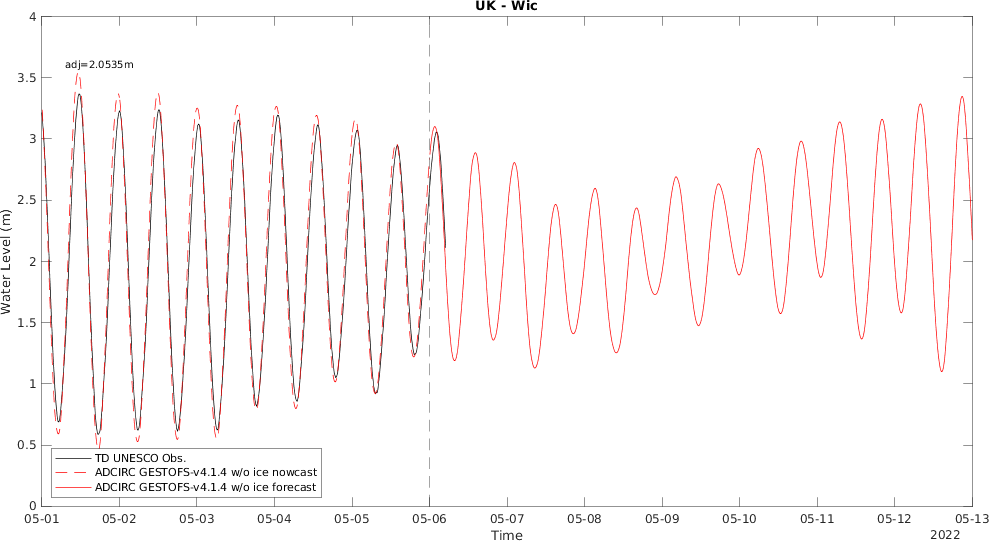 UK - Wic
adj=2.0535m
Water Level (m)
4
3.5
3
2.5
2
1.5
1
0.5
0
TD UNESCO Obs.
ADCIRC GESTOFS-v4.1.4 w/o ice nowcast
ADCIRC GESTOFS-v4.1.4 w/o ice forecast
05-01 05-02 05-03 05-04 05-05 05-06 05-07 05-08 05-09 05-10 05-11 05-12 05-13
Time
2022